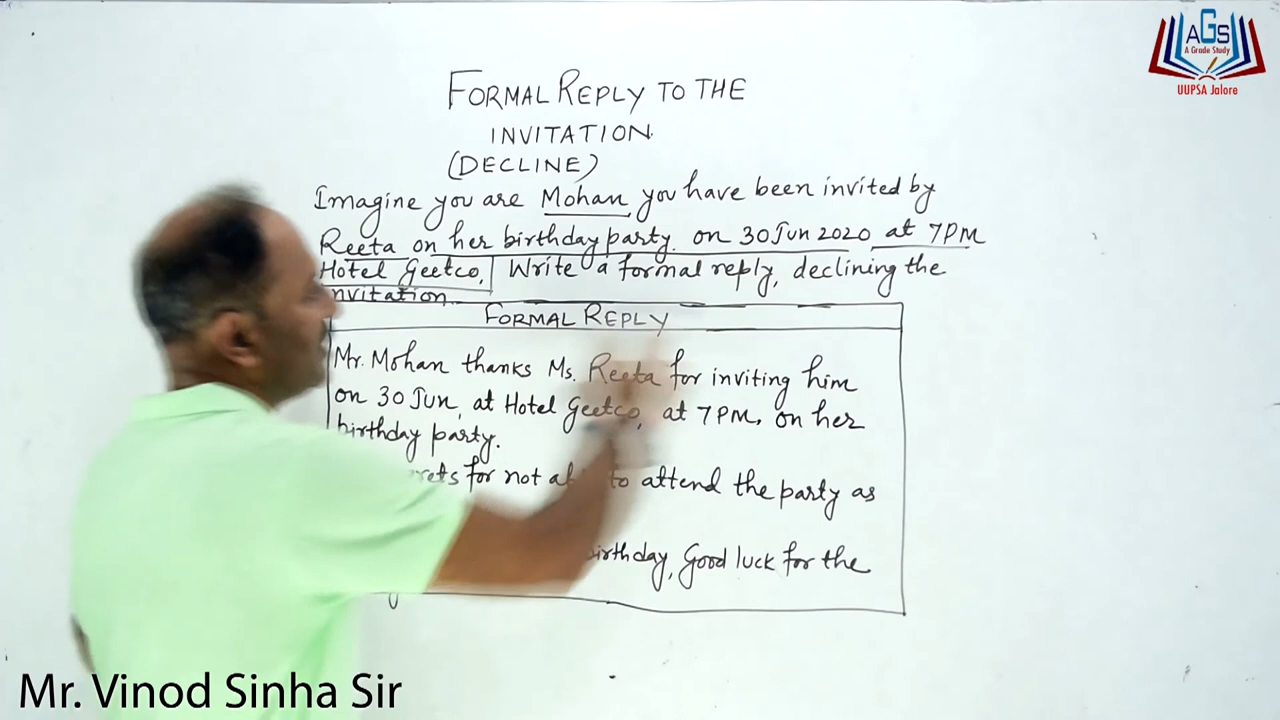 AGS
A Grade Study
UUPSA Jalore
FORMAL REPLY TO THE
INVITATION.
(DECLINE)
Imagine you are Mohan, you have been invited by
Reeta on her birthday party. on 30 Jun 2020 at 7PM
Hotel Geetco, Write a formal reply, declining the
invitation
FORMAL REPLY
Mr. Mohan thanks Ms. Reeta for inviting him
on 30 Jun, at Hotel Geetco, at 7PM, on her
birthday party.
for not to attend the party as
birthday, Good luck for the
Mr. Vinod Sinha Sir